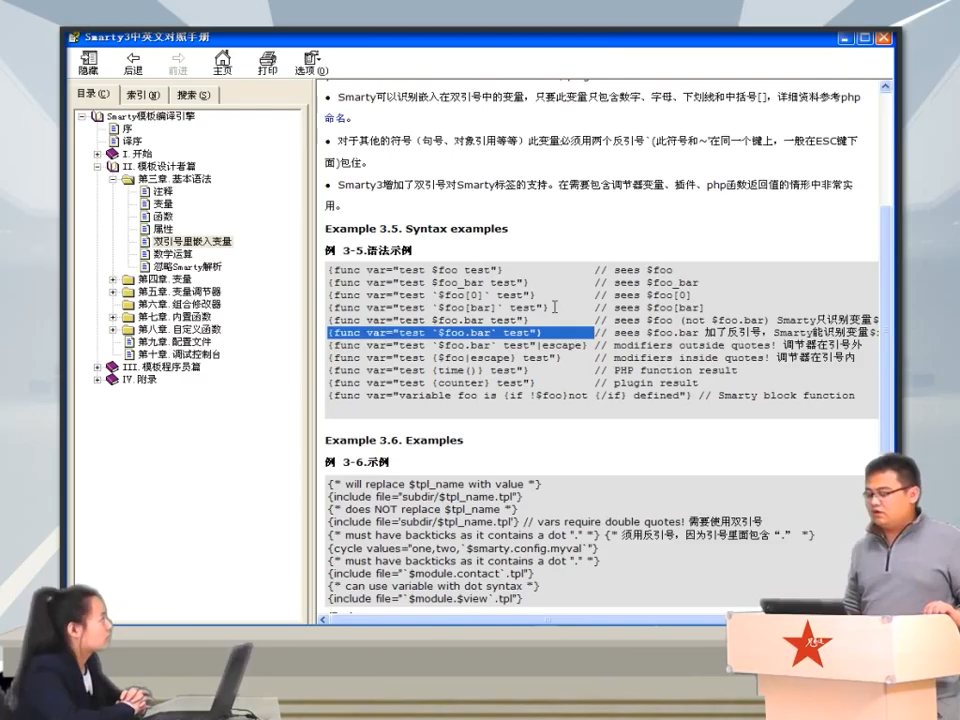 Smarty3中英文对照手册
隐藏 后退 前进 主页 打印 选项(O)
目录(C) 索引(N) 搜索(S)
Smarty模板编译引擎
序
译序
I.开始
II.模板设计者篇
第三章.基本语法
注释
变量
函数
属性
双引号里嵌入变量
数学运算
忽略Smarty解析
第四章.变量
第五章.变量调节器
第六章.组合修改器
第七章.内置函数
第八章.自定义函数
第九章.配置文件
第十章.调试控制台
III.模板程序员篇
IV.附录
• Smarty可以识别嵌入在双引号中的变量，只要此变量只包含数字、字母、下划线和中括号[]，详细资料参考php
命名。
• 对于其他的符号（句号、对象引用等等）此变量必须用两个反引号`(此符号和~'在同一个键上，一般在ESC键下
面)包住。
• Smarty3增加了双引号对Smarty标签的支持。在需要包含调节器变量、插件、php函数返回值的情形中非常实
用。
Example 3.5. Syntax examples
例 3-5.语法示例
{func var="test $foo test"} // sees $foo
{func var="test $foo_bar test"} // sees $foo_bar
{func var="test `$foo[0]` test"} // sees $foo[0]
{func var="test `$foo[bar]` test"} // sees $foo[bar]
{func var="test $foo.bar test"} // sees $foo (not $foo.bar) Smarty只识别变量$
{func var="test `$foo.bar` test"} // sees $foo.bar 加了反引号，Smarty能识别变量$
{func var="test `$foo.bar` test"|escape} // modifiers outside quotes! 调节器在引号外
{func var="test {$foo|escape} test"} // modifiers inside quotes! 调节器在引号内
{func var="test {time()} test"} // PHP function result
{func var="test {counter} test"} // plugin result
{func var="variable foo is {if !$foo}not {/if} defined"} // Smarty block function
Example 3.6. Examples
例 3-6.示例
{* will replace $tpl_name with value *}
{include file="subdir/$tpl_name.tpl"}
{* does NOT replace $tpl_name *}
{include file='subdir/$tpl_name.tpl'} // vars require double quotes! 需要使用双引号
{* must have backticks as it contains a dot "." *} {* 须用反引号，因为引号里面包含“.” *}
{cycle values="one,two,`$smarty.config.myval`"}
{* must have backticks as it contains a dot "." *}
{include file="`$module.contact`.tpl"}
{* can use variable with dot syntax *}
{include file="`$module.$view`.tpl"}